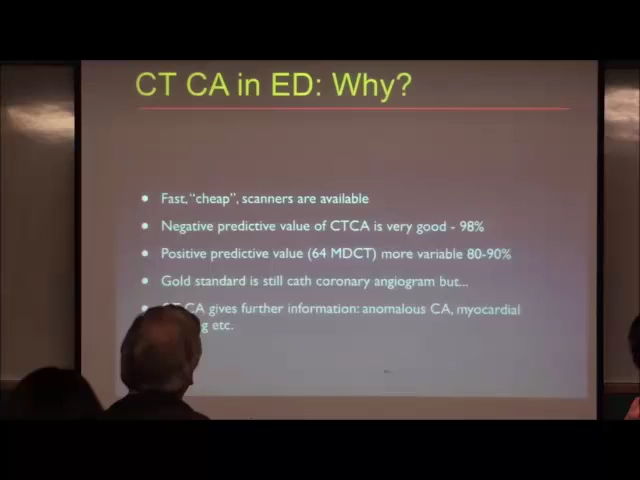 CT CA in ED: Why?
• Fast, "cheap", scanners are available
• Negative predictive value of CTCA is very good - 98%
• Positive predictive value (64 MDCT) more variable 80-90%
• Gold standard is still cath coronary angiogram but...
CA gives further information: anomalous CA, myocardial
etc.